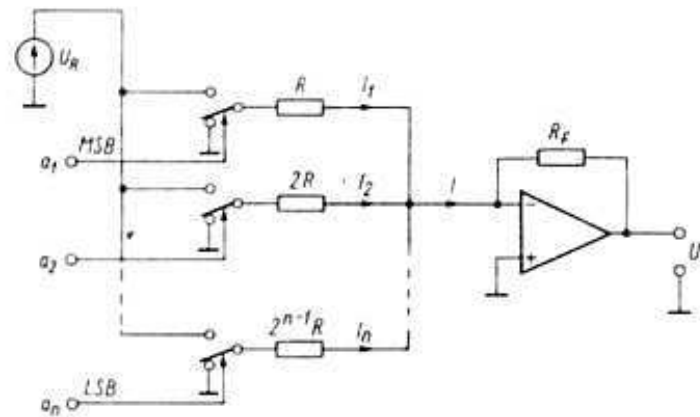 U_R
R
I_1
R_F
a_1
MSB
2R
I_2
I
-
+
U
a_2
2^{n-1}R
I_n
a_n
LSB